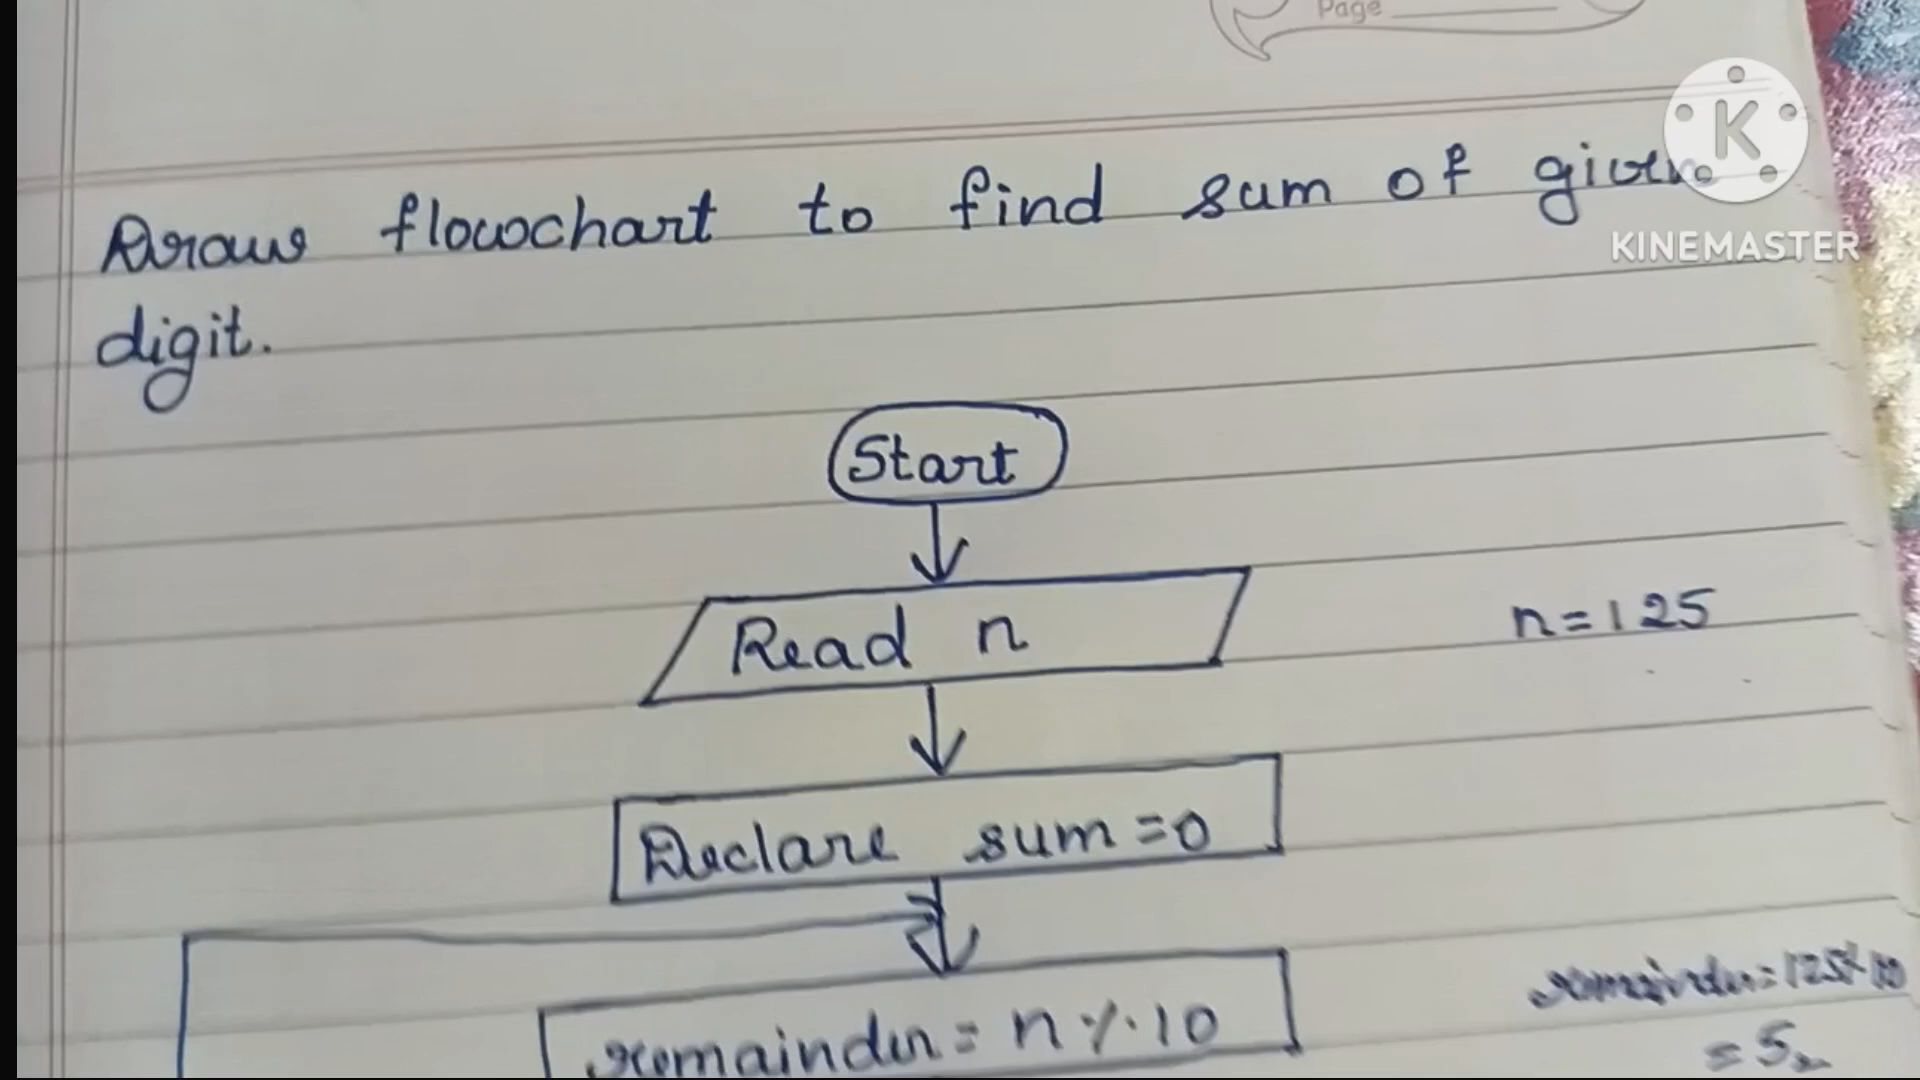 Page
K
Draw flowchart to find sum of given
KINEMASTER
digit.
Start
Read n
n=125
Declare sum=0
remainder=125%10
remainder= n%10
=5